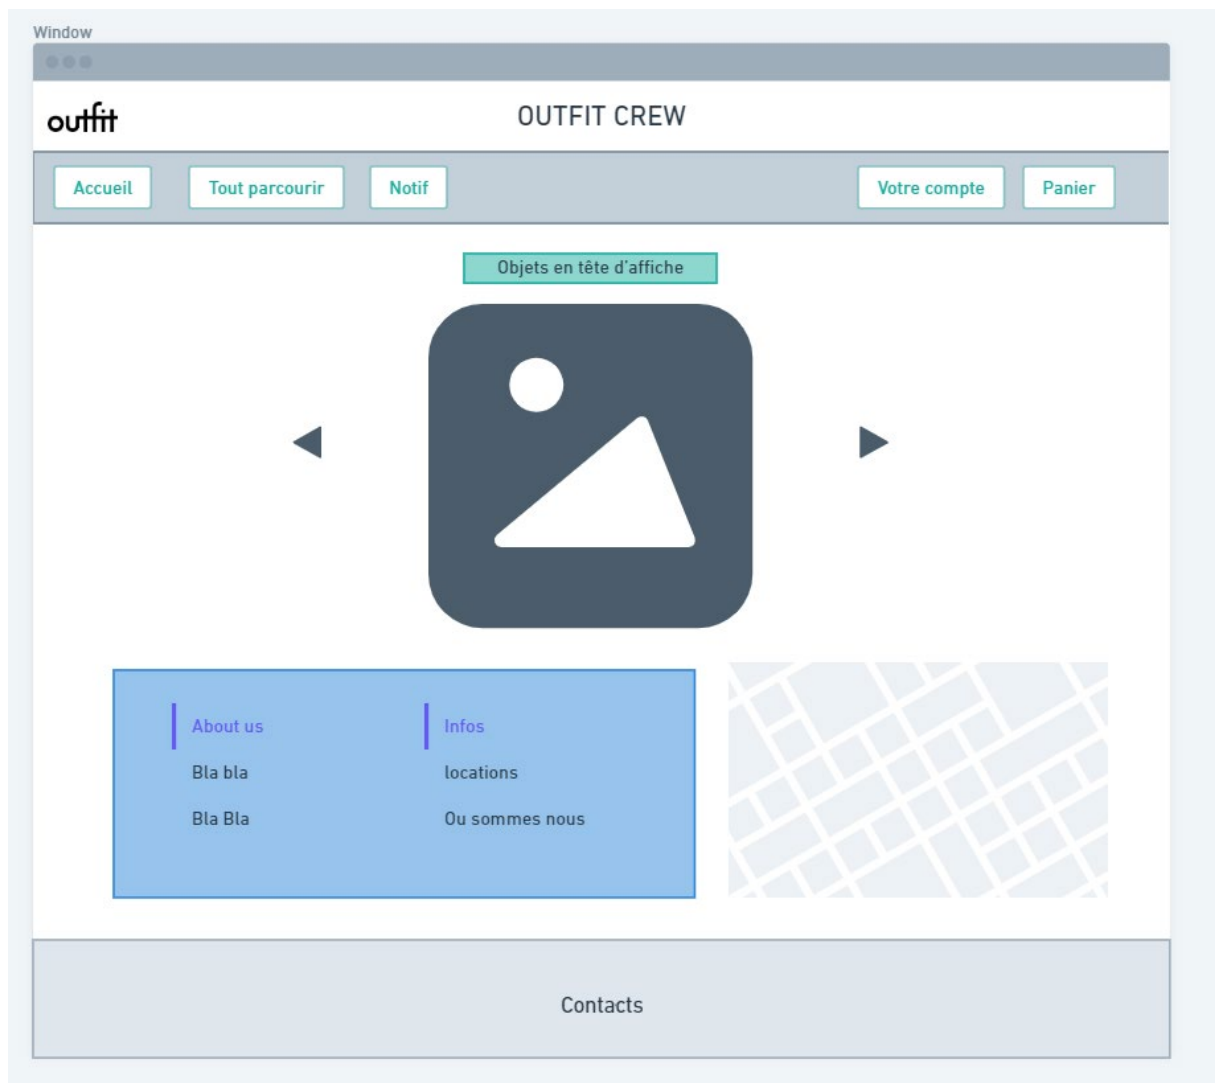 Window
outfit
OUTFIT CREW
Accueil
Tout parcourir
Notif
Votre compte
Panier
Objets en tête d'affiche
About us
Bla bla
Bla Bla
Infos
locations
Ou sommes nous
Contacts